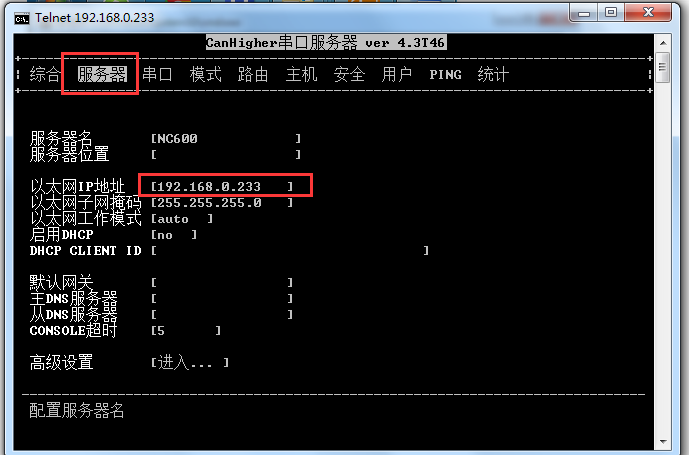 Telnet 192.168.0.233
CanHigher串口服务器 ver 4.3T46
综合 服务器 串口 模式 路由 主机 安全 用户 PING 统计
服务器名 [NC600 ]
服务器位置 [ ]
以太网IP地址 [192.168.0.233 ]
以太网子网掩码 [255.255.255.0 ]
以太网工作模式 [auto ]
启用DHCP [no ]
DHCP CLIENT ID [ ]
默认网关 [ ]
主DNS服务器 [ ]
从DNS服务器 [ ]
CONSOLE超时 [5 ]
高级设置 [进入... ]
配置服务器名